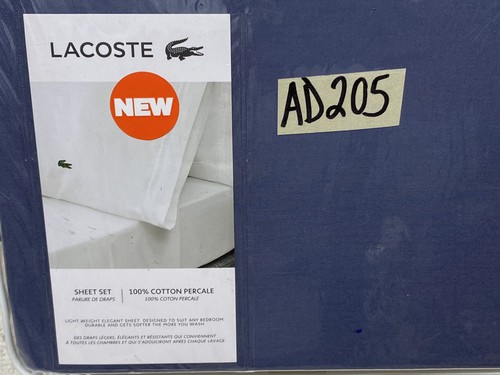 LACOSTE
NEW
AD205
SHEET SET
PARURE DE DRAPS
100% COTTON PERCALE
100% COTON PERCALE
LIGHT WEIGHT ELEGANT SHEET. DESIGNED TO SUIT ANY BEDROOM
DURABLE AND GETS SOFTER THE MORE YOU WASH
DES DRAPS LÉGERS, ÉLÉGANTS ET RÉSISTANTS QUI CONVIENNENT
À TOUTES LES CHAMBRES ET QUI S'ADOUCIRONT APRÈS CHAQUE LAVAGE.